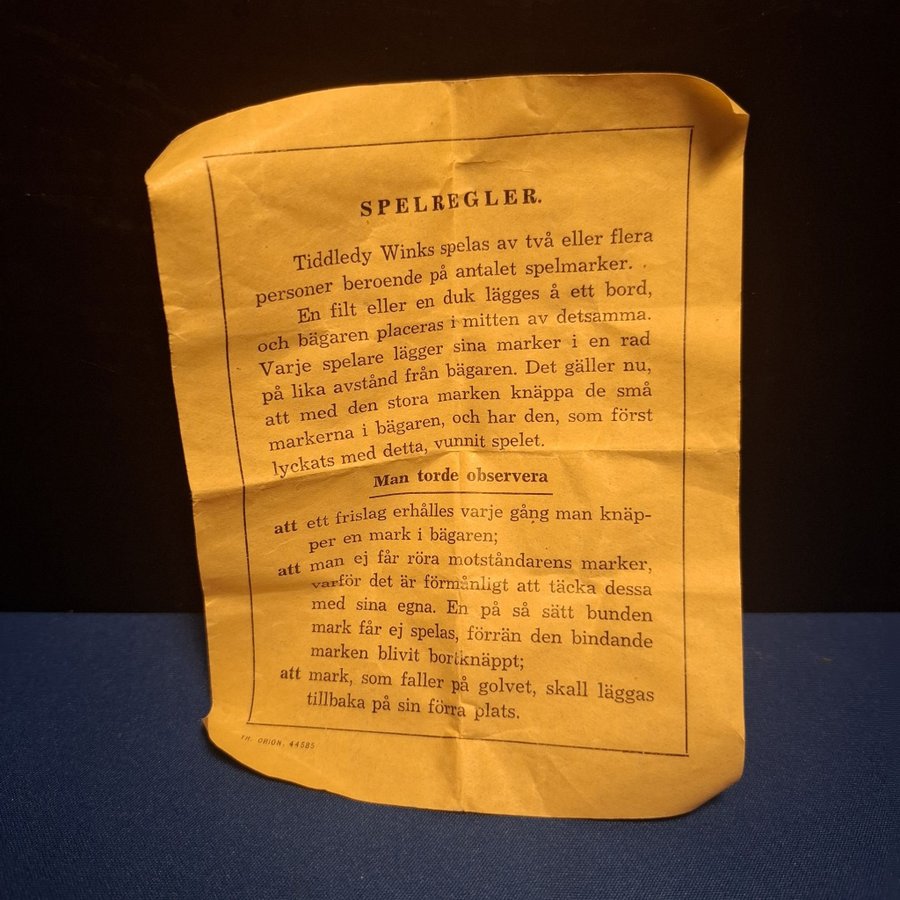 SPELREGLER.
Tiddledy Winks spelas av två eller flera
personer beroende på antalet spelmarker.
En filt eller en duk lägges å ett bord,
och bägaren placeras i mitten av detsamma.
Varje spelare lägger sina marker i en rad
på lika avstånd från bägaren. Det gäller nu,
att med den stora marken knäppa de små
markerna i bägaren, och har den, som först
lyckats med detta, vunnit spelet.
Man torde observera
att ett frislag erhålles varje gång man knäp-
per en mark i bägaren;
att man ej får röra motståndarens marker,
varför det är förmånligt att täcka dessa
med sina egna. En på så sätt bunden
mark får ej spelas, förrän den bindande
marken blivit bortknäppt;
att mark, som faller på golvet, skall läggas
tillbaka på sin förra plats.
TH. ORION, 44585